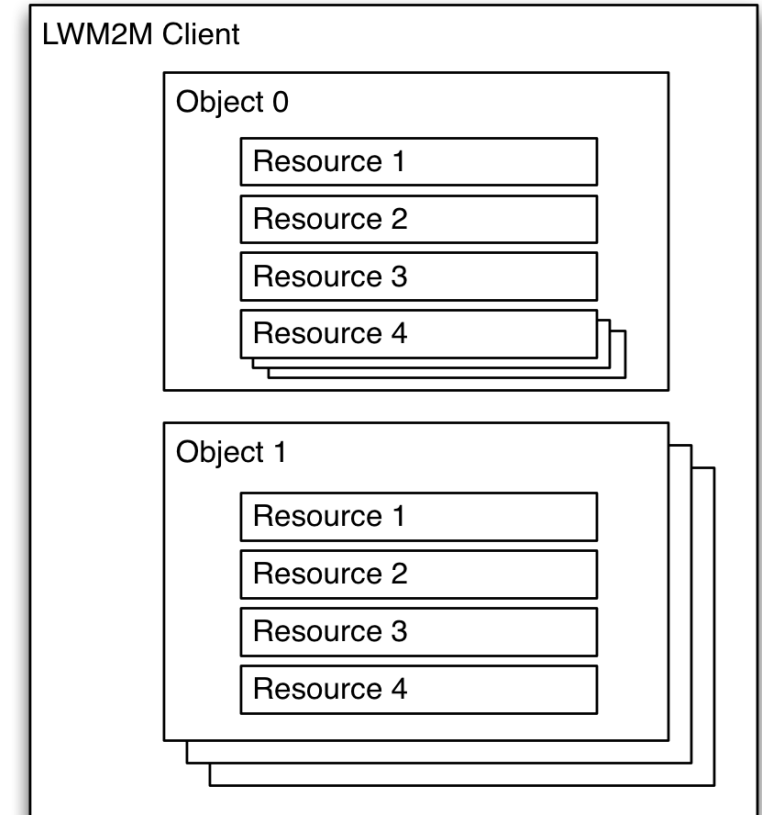 LWM2M Client
Object 0
Resource 1
Resource 2
Resource 3
Resource 4
Object 1
Resource 1
Resource 2
Resource 3
Resource 4